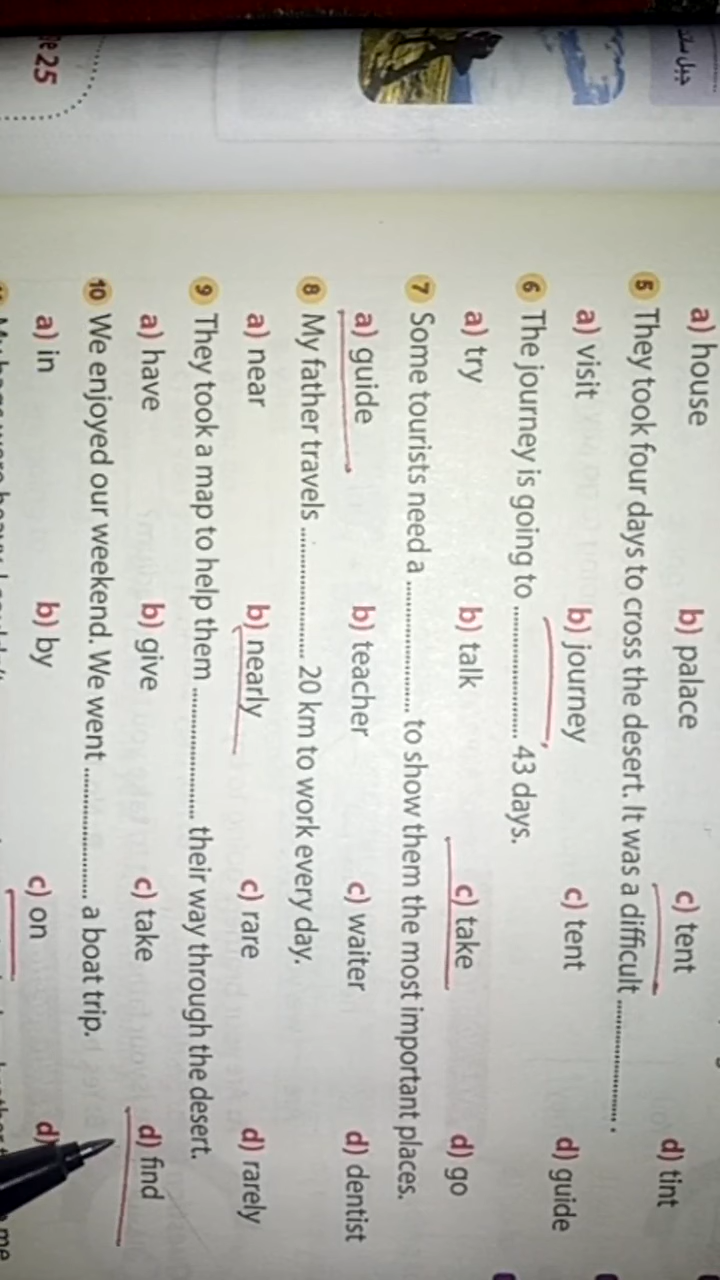 جبل سانت
ge 25
a) house b) palace c) tent d) tint
5 They took four days to cross the desert. It was a difficult .................... .
a) visit b) journey c) tent d) guide
6 The journey is going to .................... 43 days.
a) try b) talk c) take d) go
7 Some tourists need a .................... to show them the most important places.
a) guide b) teacher c) waiter d) dentist
8 My father travels .................... 20 km to work every day.
a) near b) nearly c) rare d) rarely
9 They took a map to help them .................... their way through the desert.
a) have b) give c) take d) find
10 We enjoyed our weekend. We went .................... a boat trip.
a) in b) by c) on d)